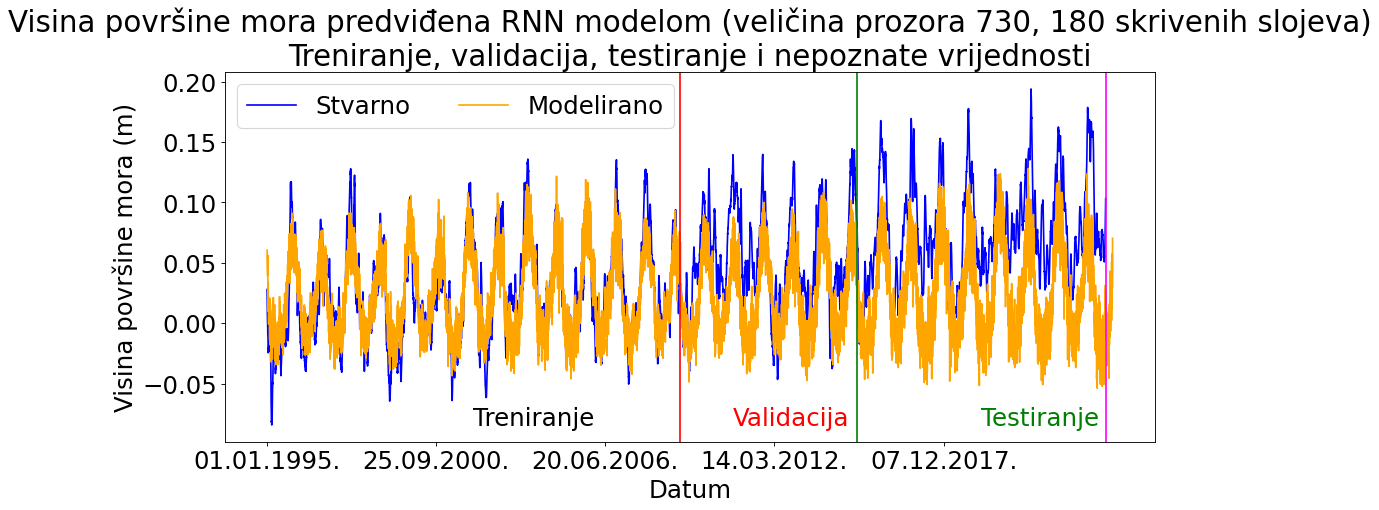 Visina površine mora predviđena RNN modelom (veličina prozora 730, 180 skrivenih slojeva)
Treniranje, validacija, testiranje i nepoznate vrijednosti
Stvarno Modelirano
Visina površine mora (m)
0.20
0.15
0.10
0.05
0.00
−0.05
Treniranje Validacija Testiranje
01.01.1995. 25.09.2000. 20.06.2006. 14.03.2012. 07.12.2017.
Datum